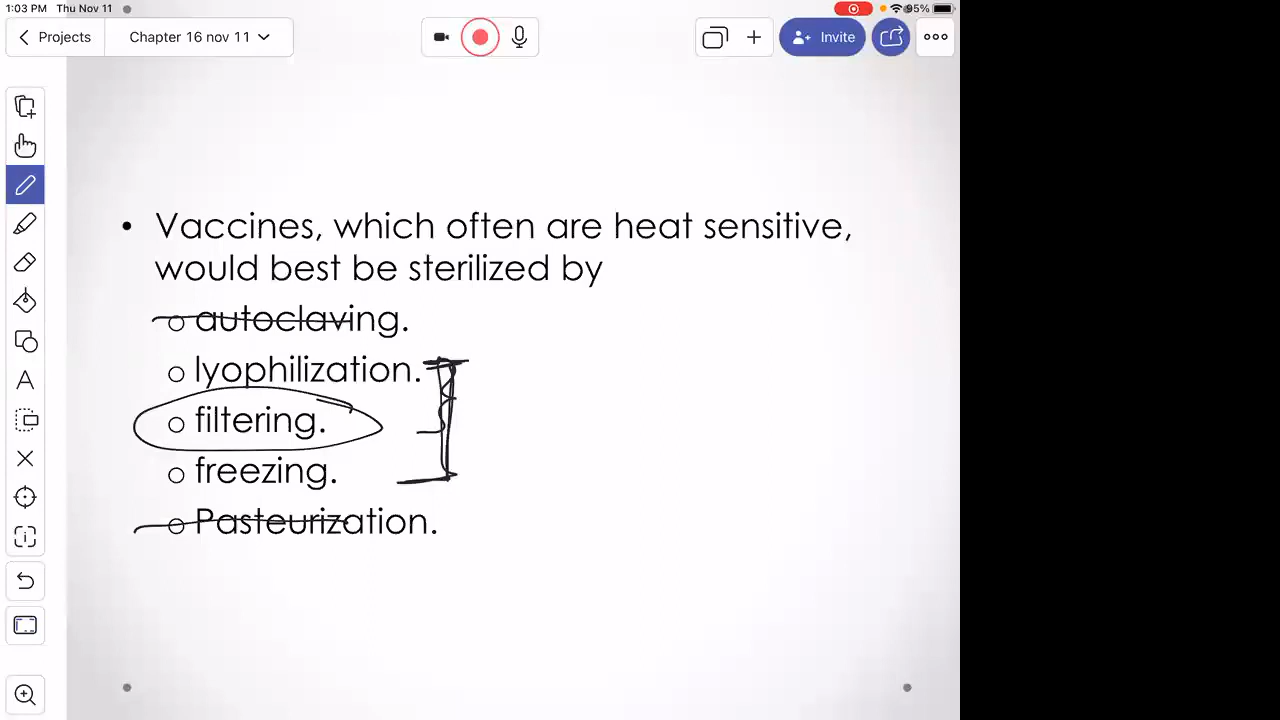 1:03 PM Thu Nov 11
95%
Projects
Chapter 16 nov 11
Invite
• Vaccines, which often are heat sensitive,
would best be sterilized by
o autoclaving.
o lyophilization.
o filtering.
o freezing.
o Pasteurization.
A